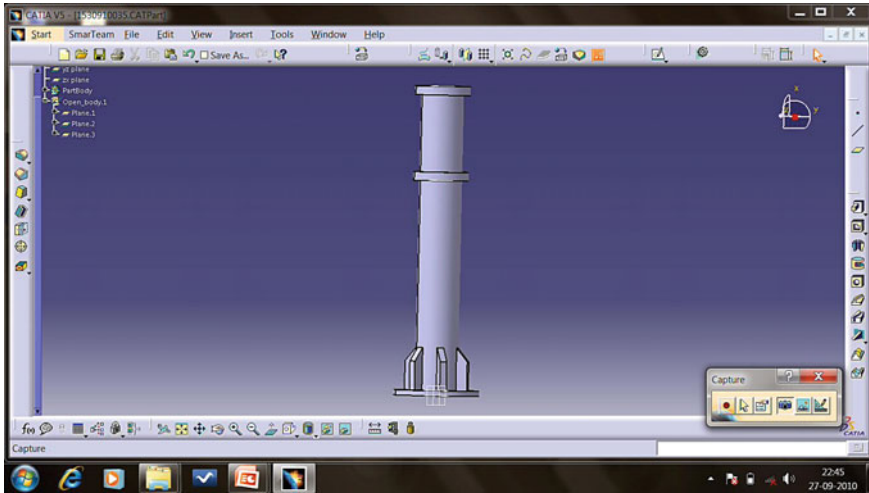 CATIA V5 - [1530910035.CATPart]
Start SmarTeam File Edit View Insert Tools Window Help
Save As...
yz plane
zx plane
PartBody
Open_body.1
Plane.1
Plane.2
Plane.3
x
y
Capture
f(x)
CATIA
Capture
22:45
27-09-2010